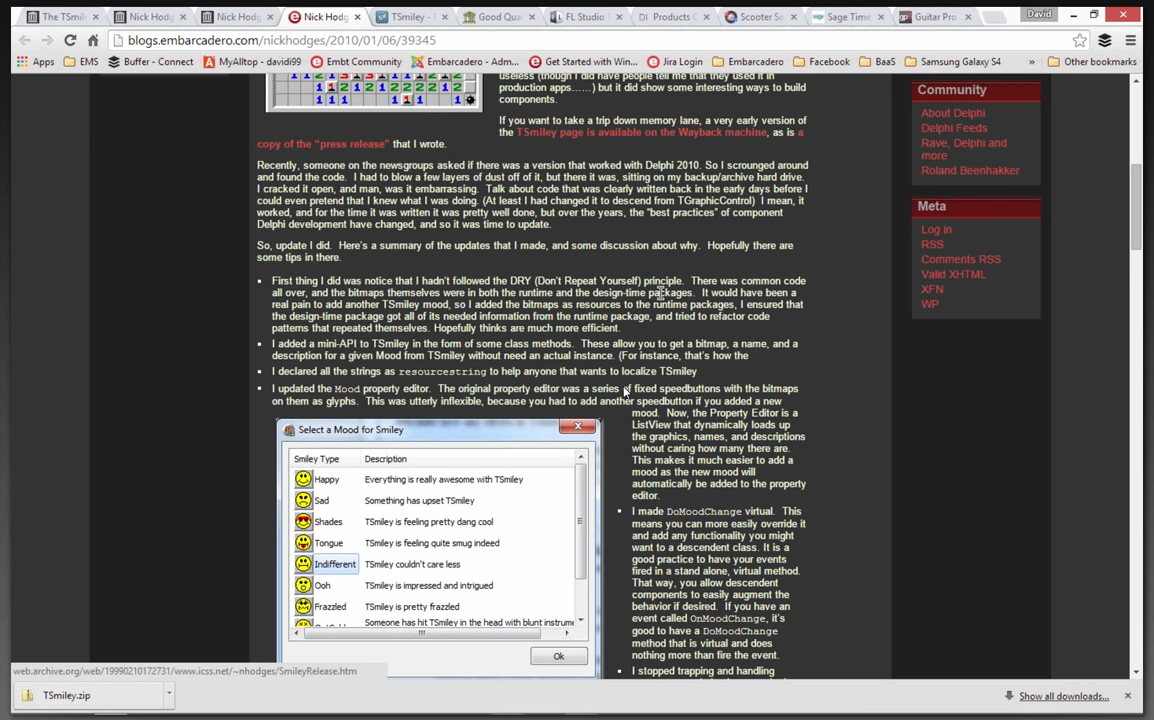 The TSmi
Nick Hodg
Nick Hodg
Nick Hodg
TSmiley - I
Good Qua
FL Studio
Products C
Scooter So
Sage Time
Guitar Pro
David
blogs.embarcadero.com/nickhodges/2010/01/06/39345
Apps
EMS
Buffer - Connect
MyAlltop - davidi99
Embt Community
Embarcadero - Adm...
Get Started with Win...
Jira Login
Embarcadero
Facebook
BaaS
Samsung Galaxy S4
»
Other bookmarks
useless (though I did have people tell me that they used it in
production apps……) but it did show some interesting ways to build
components.
If you want to take a trip down memory lane, a very early version of
the TSmiley page is available on the Wayback machine, as is a
copy of the “press release” that I wrote.
Recently, someone on the newsgroups asked if there was a version that worked with Delphi 2010. So I scrounged around
and found the code. I had to blow a few layers of dust off of it, but there it was, sitting on my backup/archive hard drive.
I cracked it open, and man, was it embarrassing. Talk about code that was clearly written back in the early days before I
could even pretend that I knew what I was doing. (At least I had changed it to descend from TGraphicControl) I mean, it
worked, and for the time it was written it was pretty well done, but over the years, the “best practices” of component
Delphi development have changed, and so it was time to update.
So, update I did. Here’s a summary of the updates that I made, and some discussion about why. Hopefully there are
some tips in there.
First thing I did was notice that I hadn’t followed the DRY (Don’t Repeat Yourself) principle. There was common code
all over, and the bitmaps themselves were in both the runtime and the design-time packages. It would have been a
real pain to add another TSmiley mood, so I added the bitmaps as resources to the runtime packages, I ensured that
the design-time package got all of its needed information from the runtime package, and tried to refactor code
patterns that repeated themselves. Hopefully thinks are much more efficient.
I added a mini-API to TSmiley in the form of some class methods. These allow you to get a bitmap, a name, and a
description for a given Mood from TSmiley without need an actual instance. (For instance, that’s how the
I declared all the strings as resourcestring to help anyone that wants to localize TSmiley
I updated the Mood property editor. The original property editor was a series of fixed speedbuttons with the bitmaps
on them as glyphs. This was utterly inflexible, because you had to add another speedbutton if you added a new
mood. Now, the Property Editor is a
ListView that dynamically loads up
the graphics, names, and descriptions
without caring how many there are.
This makes it much easier to add a
mood as the new mood will
automatically be added to the property
editor.
I made DoMoodChange virtual. This
means you can more easily override it
and add any functionality you might
want to a descendent class. It is a
good practice to have your events
fired in a stand alone, virtual method.
That way, you allow descendent
components to easily augment the
behavior if desired. If you have an
event called OnMoodChange, it’s
good to have a DoMoodChange
method that is virtual and does
nothing more than fire the event.
I stopped trapping and handling
Select a Mood for Smiley
Smiley Type Description
Happy Everything is really awesome with TSmiley
Sad Something has upset TSmiley
Shades TSmiley is feeling pretty dang cool
Tongue TSmiley is feeling quite smug indeed
Indifferent TSmiley couldn't care less
Ooh TSmiley is impressed and intrigued
Frazzled TSmiley is pretty frazzled
Someone has hit TSmiley in the head with blunt instrume
Ok
Community
About Delphi
Delphi Feeds
Rave, Delphi and
more
Roland Beenhakker
Meta
Log in
RSS
Comments RSS
Valid XHTML
XFN
WP
web.archive.org/web/19990210172731/www.icss.net/~nhodges/SmileyRelease.htm
TSmiley.zip
Show all downloads...